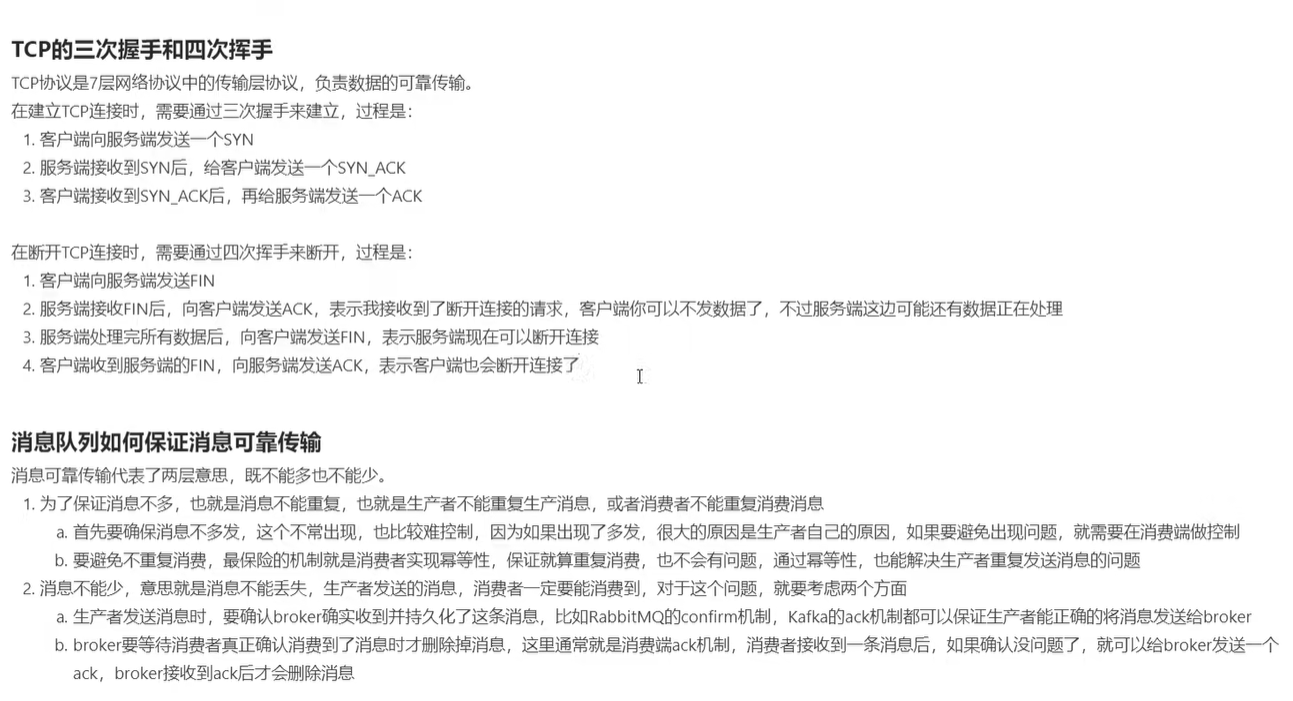 TCP的三次握手和四次挥手
TCP协议是7层网络协议中的传输层协议，负责数据的可靠传输。
在建立TCP连接时，需要通过三次握手来建立，过程是：
1. 客户端向服务端发送一个SYN
2. 服务端接收到SYN后，给客户端发送一个SYN_ACK
3. 客户端接收到SYN_ACK后，再给服务端发送一个ACK
在断开TCP连接时，需要通过四次挥手来断开，过程是：
1. 客户端向服务端发送FIN
2. 服务端接收FIN后，向客户端发送ACK，表示我接收到了断开连接的请求，客户端你可以不发数据了，不过服务端这边可能还有数据正在处理
3. 服务端处理完所有数据后，向客户端发送FIN，表示服务端现在可以断开连接
4. 客户端收到服务端的FIN，向服务端发送ACK，表示客户端也会断开连接了
消息队列如何保证消息可靠传输
消息可靠传输代表了两层意思，既不能多也不能少。
1. 为了保证消息不多，也就是消息不能重复，也就是生产者不能重复生产消息，或者消费者不能重复消费消息
a. 首先要确保消息不多发，这个不常出现，也比较难控制，因为如果出现了多发，很大的原因是生产者自己的原因，如果要避免出现问题，就需要在消费端做控制
b. 要避免不重复消费，最保险的机制就是消费者实现幂等性，保证就算重复消费，也不会有问题，通过幂等性，也能解决生产者重复发送消息的问题
2. 消息不能少，意思就是消息不能丢失，生产者发送的消息，消费者一定要能消费到，对于这个问题，就要考虑两个方面
a. 生产者发送消息时，要确认broker确实收到并持久化了这条消息，比如RabbitMQ的confirm机制，Kafka的ack机制都可以保证生产者能正确的将消息发送给broker
b. broker要等待消费者真正确认消费到了消息时才删除掉消息，这里通常就是消费端ack机制，消费者接收到一条消息后，如果确认没问题了，就可以给broker发送一个
ack，broker接收到ack后才会删除消息